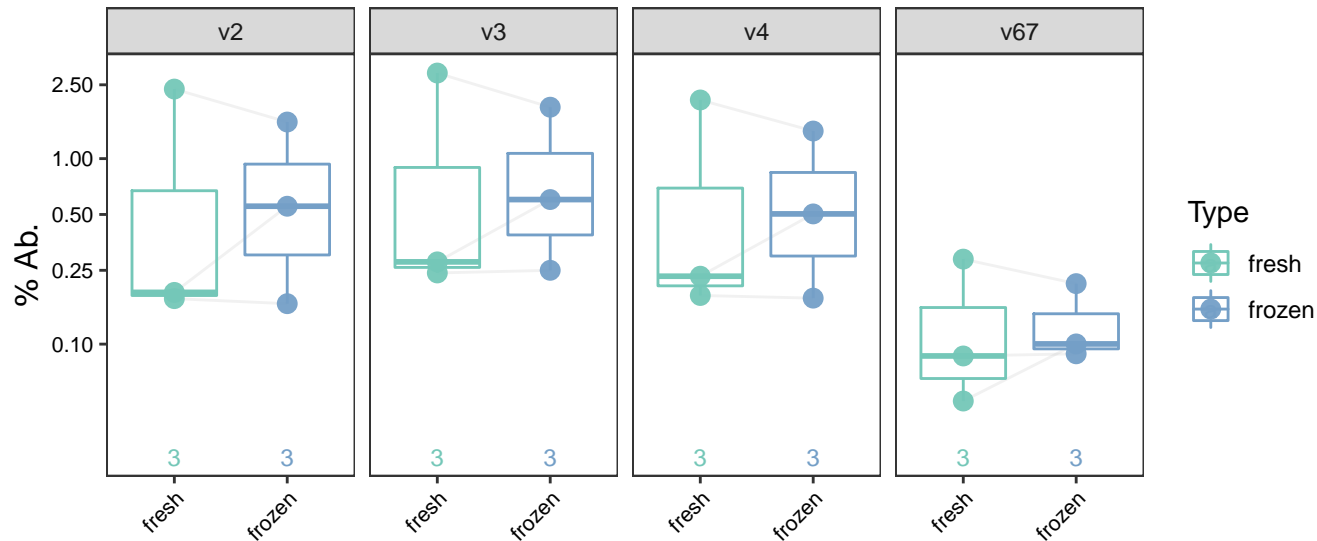 v2 v3 v4 v67
% Ab.
2.50
1.00
0.50
0.25
0.10
3 3 3 3 3 3 3 3
fresh frozen fresh frozen fresh frozen fresh frozen
Type
fresh
frozen